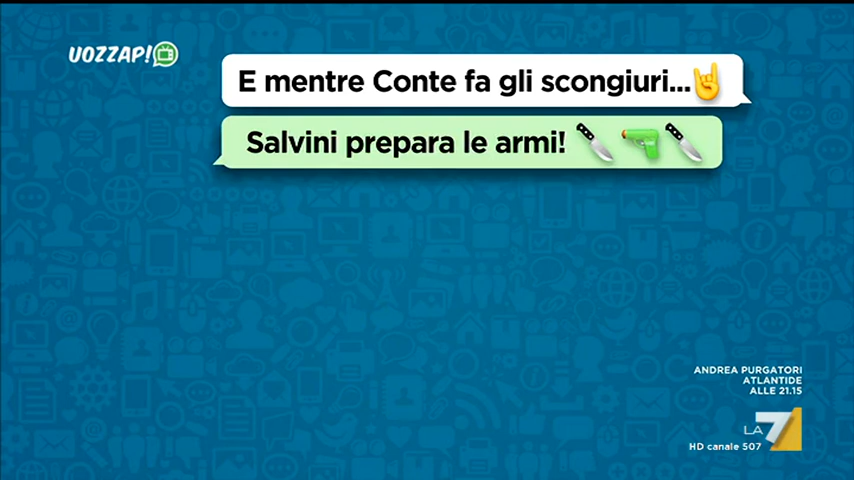 UOZZAP!
E mentre Conte fa gli scongiuri...🤘
Salvini prepara le armi! 🔪🔫🔪
ANDREA PURGATORI
ATLANTIDE
ALLE 21.15
LA7
HD canale 507